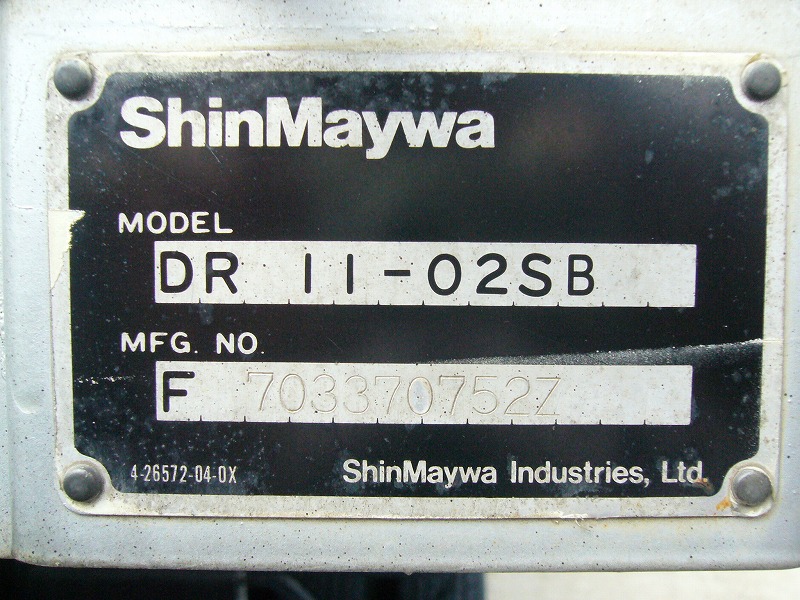 ShinMaywa
MODEL
DR 11-02SB
MFG. NO.
F 703370752Z
4-26572-04-0X
ShinMaywa Industries, Ltd.